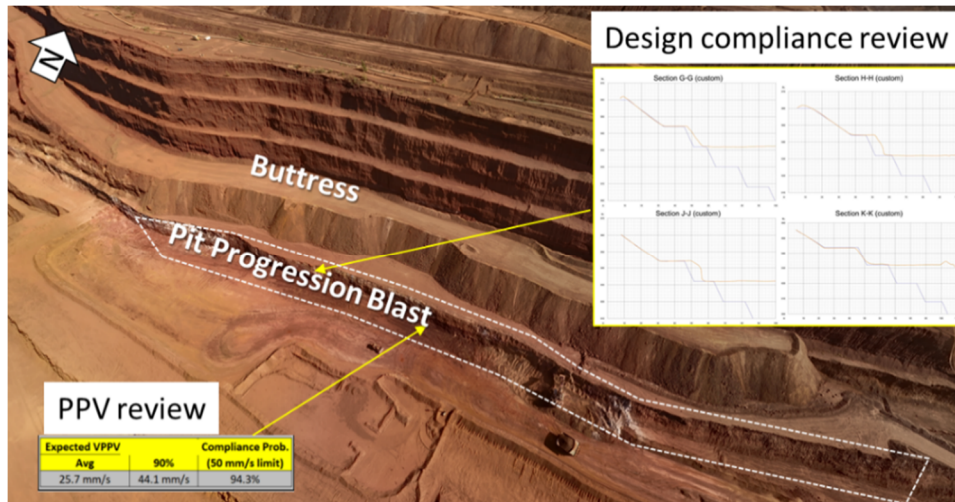 N
Design compliance review
Section G-G (custom)
Section H-H (custom)
Section J-J (custom)
Section K-K (custom)
Buttress
Pit Progression Blast
PPV review
Expected VPPV Compliance Prob.
Avg 90% (50 mm/s limit)
25.7 mm/s 44.1 mm/s 94.3%